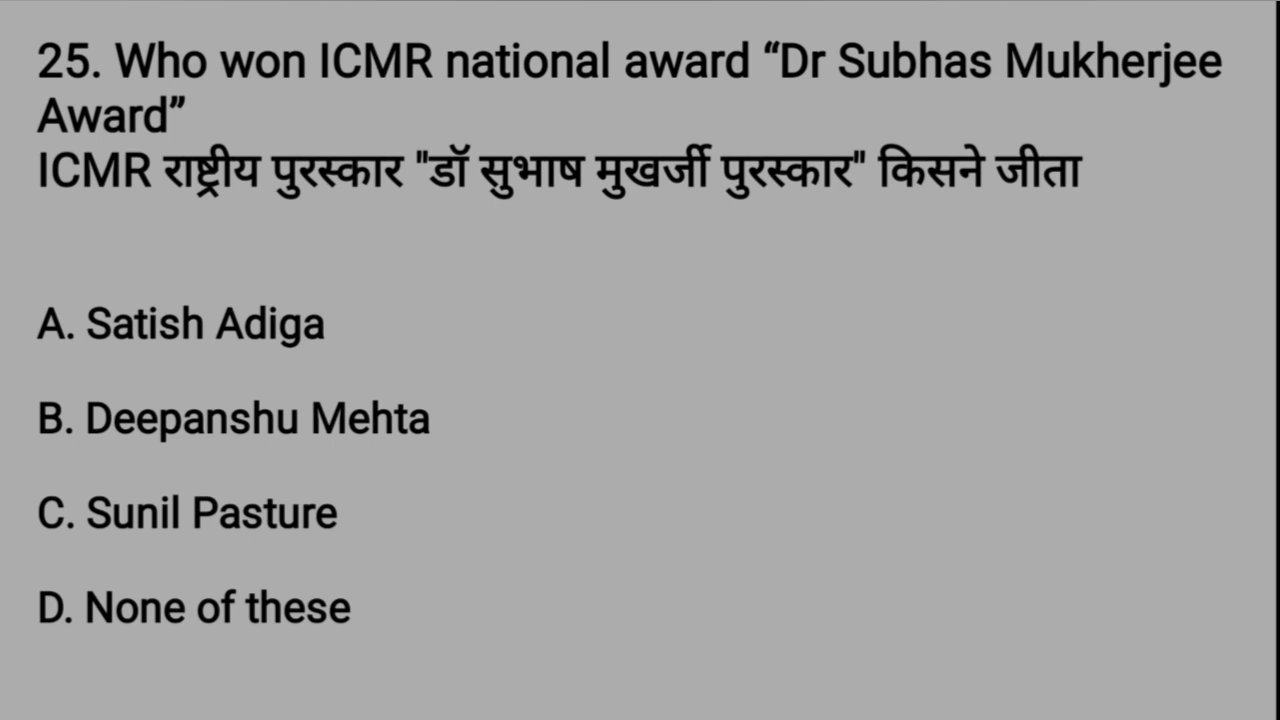 25. Who won ICMR national award “Dr Subhas Mukherjee
Award”
ICMR राष्ट्रीय पुरस्कार "डॉ सुभाष मुखर्जी पुरस्कार" किसने जीता
A. Satish Adiga
B. Deepanshu Mehta
C. Sunil Pasture
D. None of these